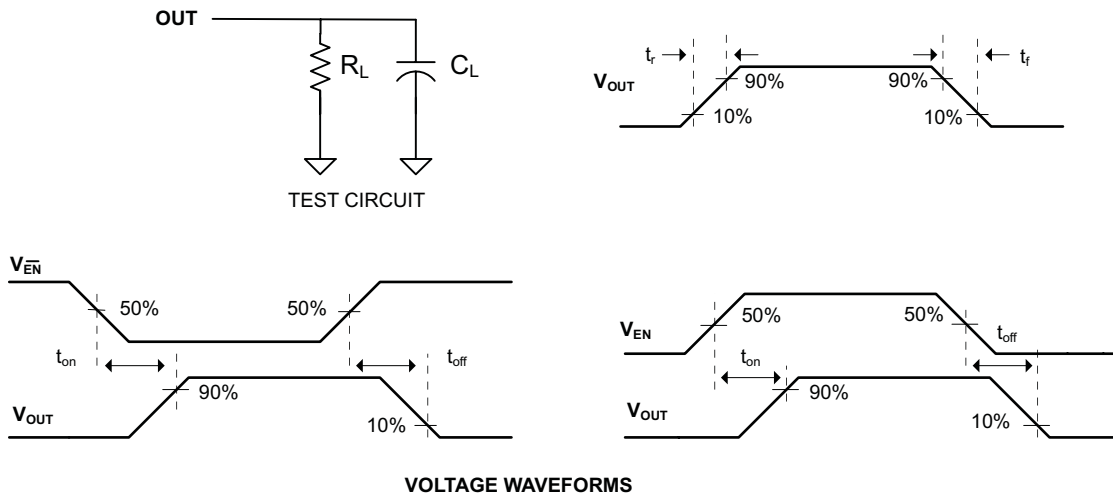 OUT
R_L
C_L
TEST CIRCUIT
t_r
t_f
V_OUT
90%
90%
10%
10%
V_E̅N̅
50%
50%
t_on
t_off
V_OUT
90%
10%
V_EN
50%
50%
t_on
t_off
V_OUT
90%
10%
VOLTAGE WAVEFORMS